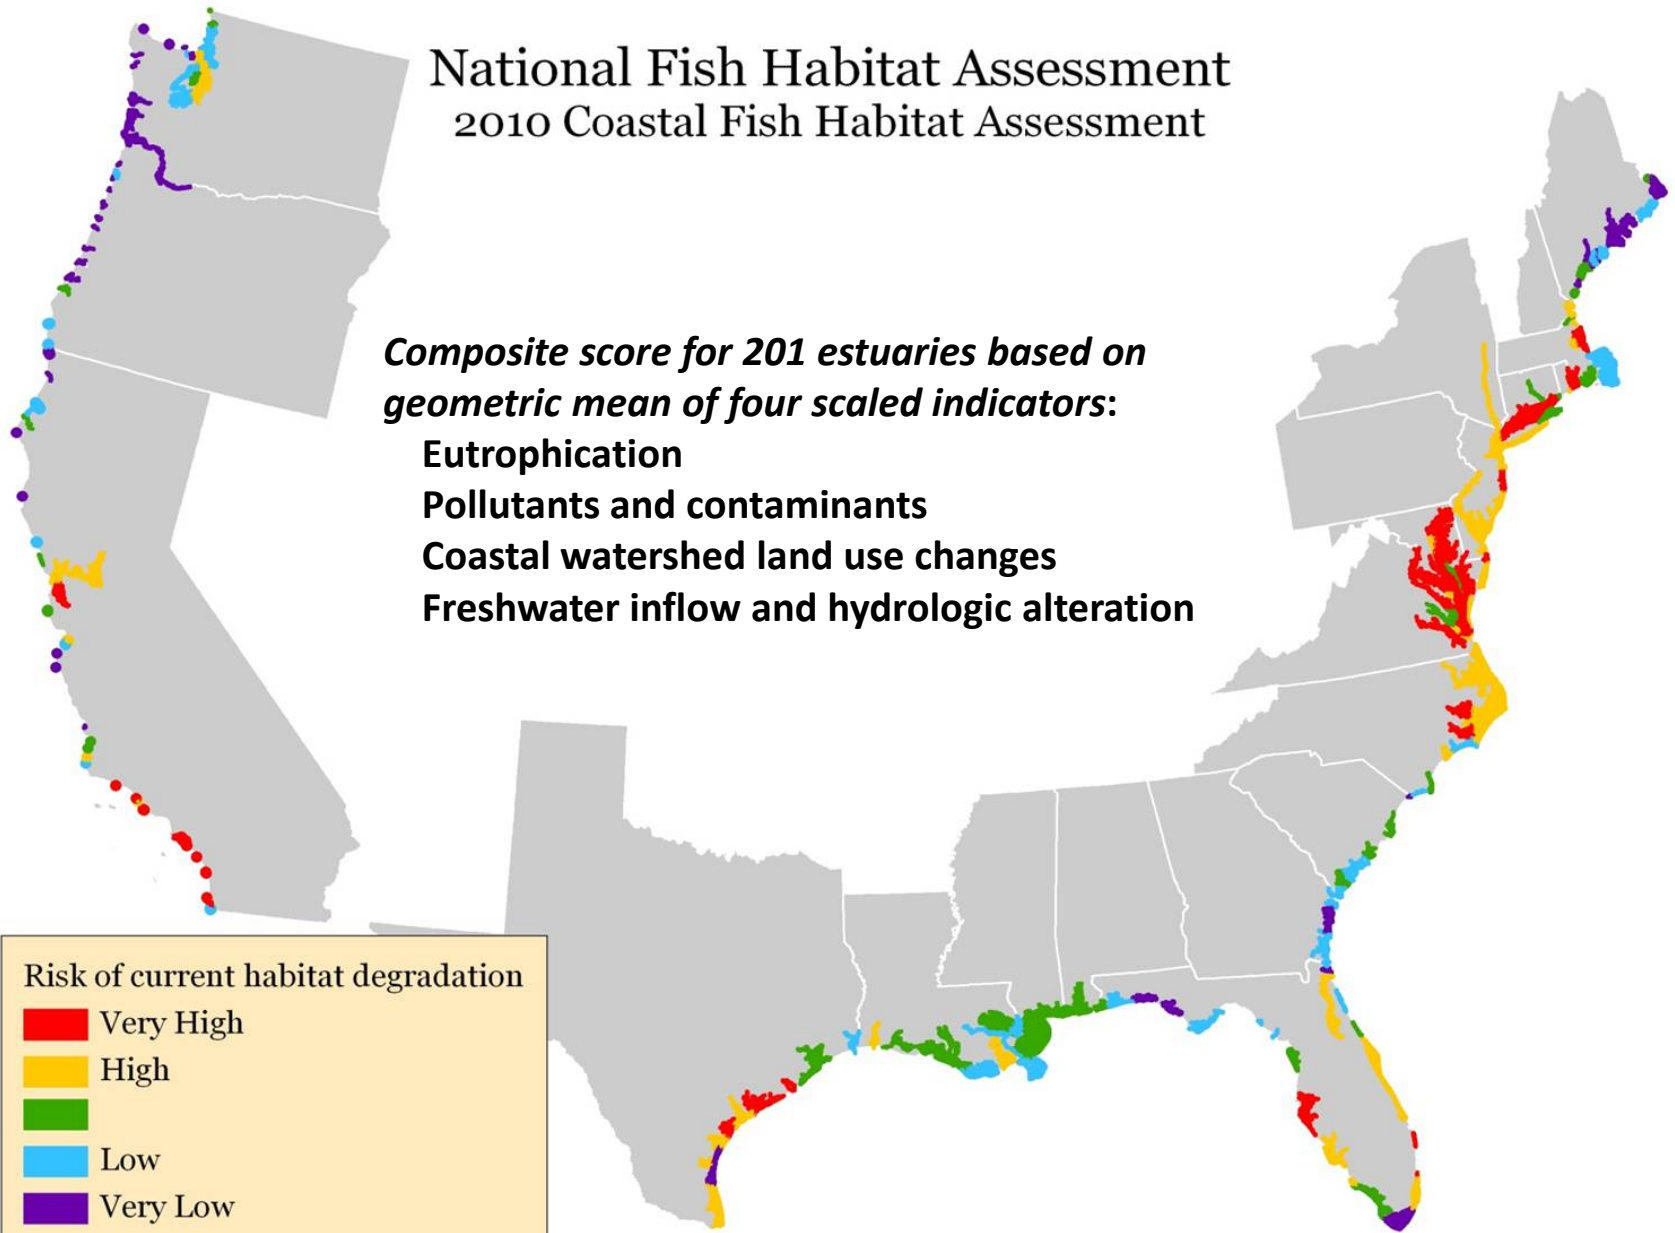 National Fish Habitat Assessment
2010 Coastal Fish Habitat Assessment
Composite score for 201 estuaries based on
geometric mean of four scaled indicators:
Eutrophication
Pollutants and contaminants
Coastal watershed land use changes
Freshwater inflow and hydrologic alteration
Risk of current habitat degradation
Very High
High
Low
Very Low